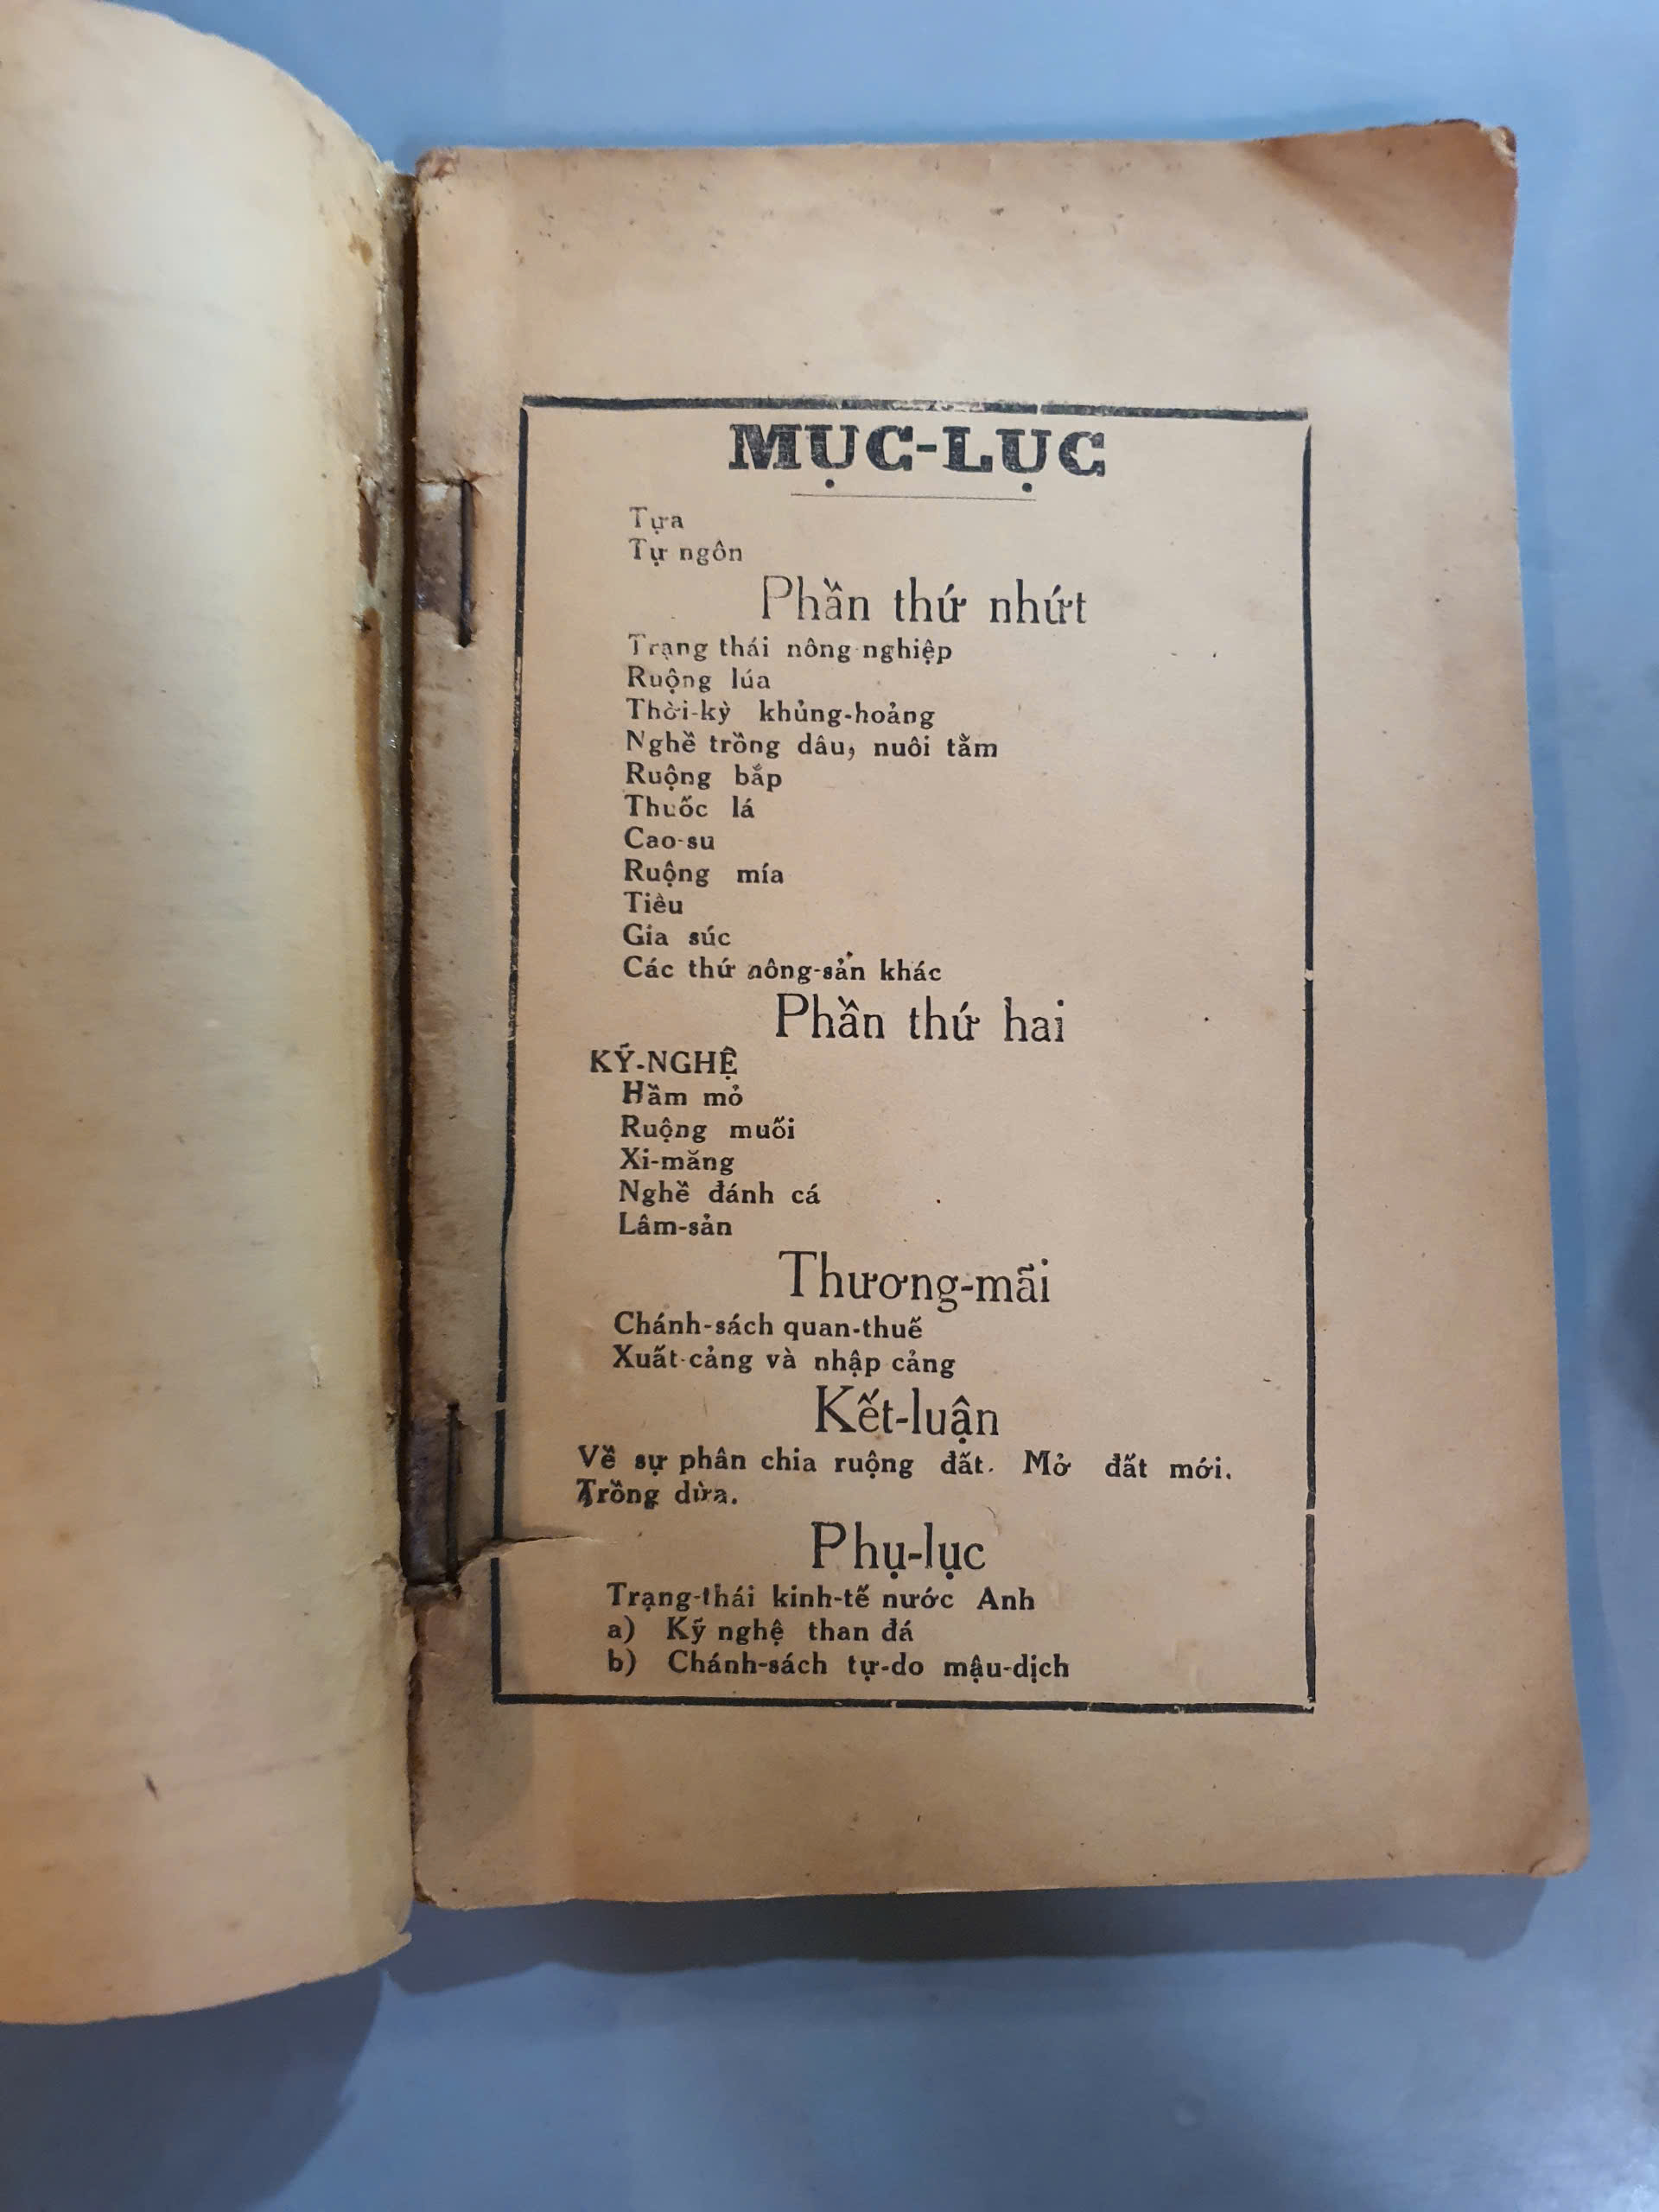 MỤC-LỤC
Tựa
Tự ngôn
Phần thứ nhứt
Trạng thái nông nghiệp
Ruộng lúa
Thời-kỳ khủng-hoảng
Nghề trồng dâu, nuôi tằm
Ruộng bắp
Thuốc lá
Cao-su
Ruộng mía
Tiêu
Gia súc
Các thứ nông-sản khác
Phần thứ hai
KỸ-NGHỆ
Hầm mỏ
Ruộng muối
Xi-măng
Nghề đánh cá
Lâm-sản
Thương-mãi
Chánh-sách quan-thuế
Xuất-cảng và nhập cảng
Kết-luận
Về sự phân chia ruộng đất. Mở đất mới.
Trồng dừa.
Phụ-lục
Trạng-thái kinh-tế nước Anh
a) Kỹ nghệ than đá
b) Chánh-sách tự-do mậu-dịch